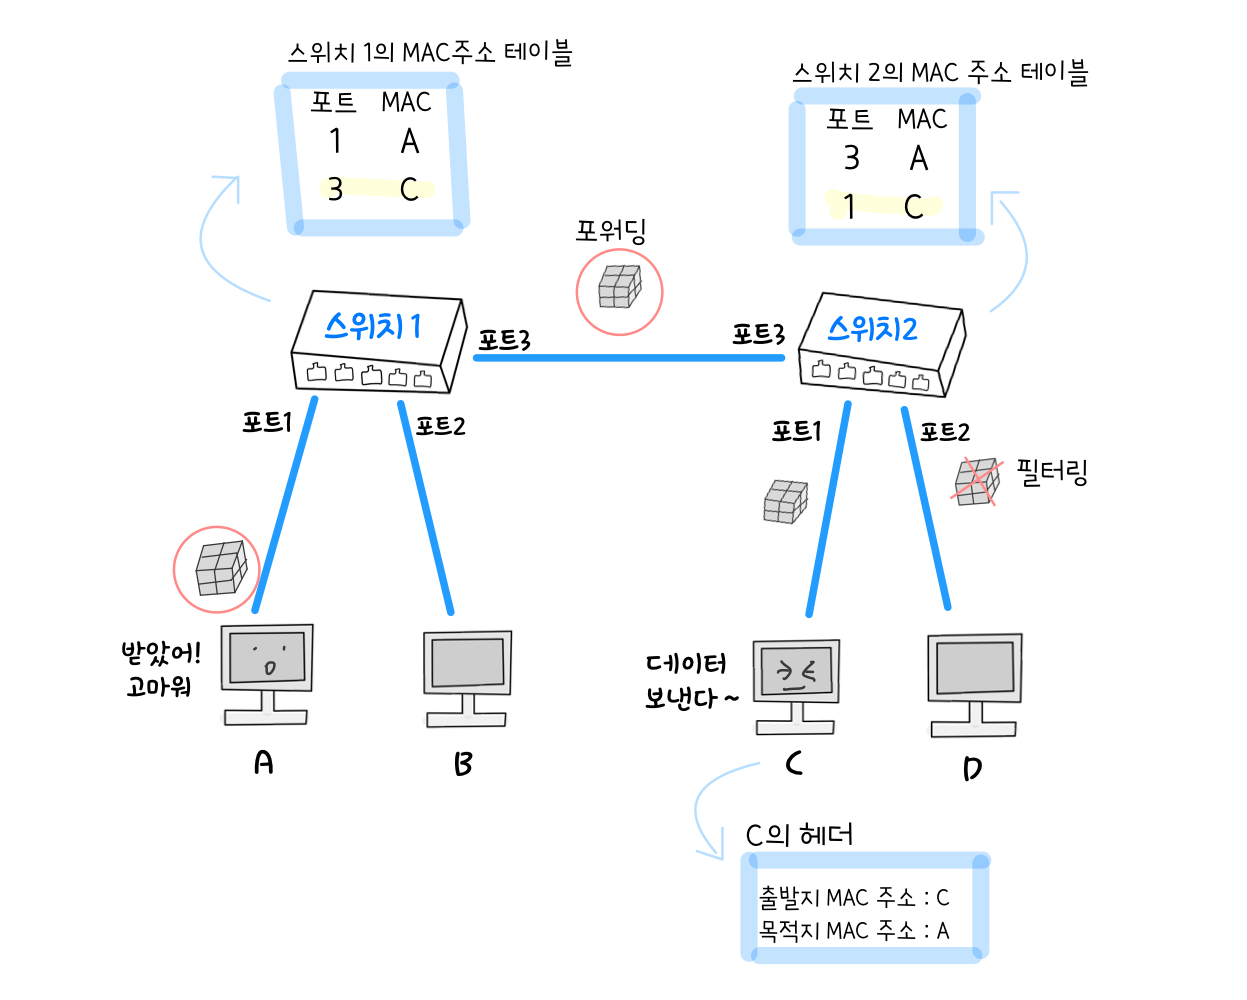 스위치 1의 MAC주소 테이블
포트 MAC
1 A
3 C
스위치 2의 MAC 주소 테이블
포트 MAC
3 A
1 C
포워딩
스위치 1
포트3
포트3
스위치2
포트1
포트2
포트1
포트2
필터링
받았어!
고마워
데이터
보낸다~
A
B
C
D
C의 헤더
출발지 MAC 주소 : C
목적지 MAC 주소 : A